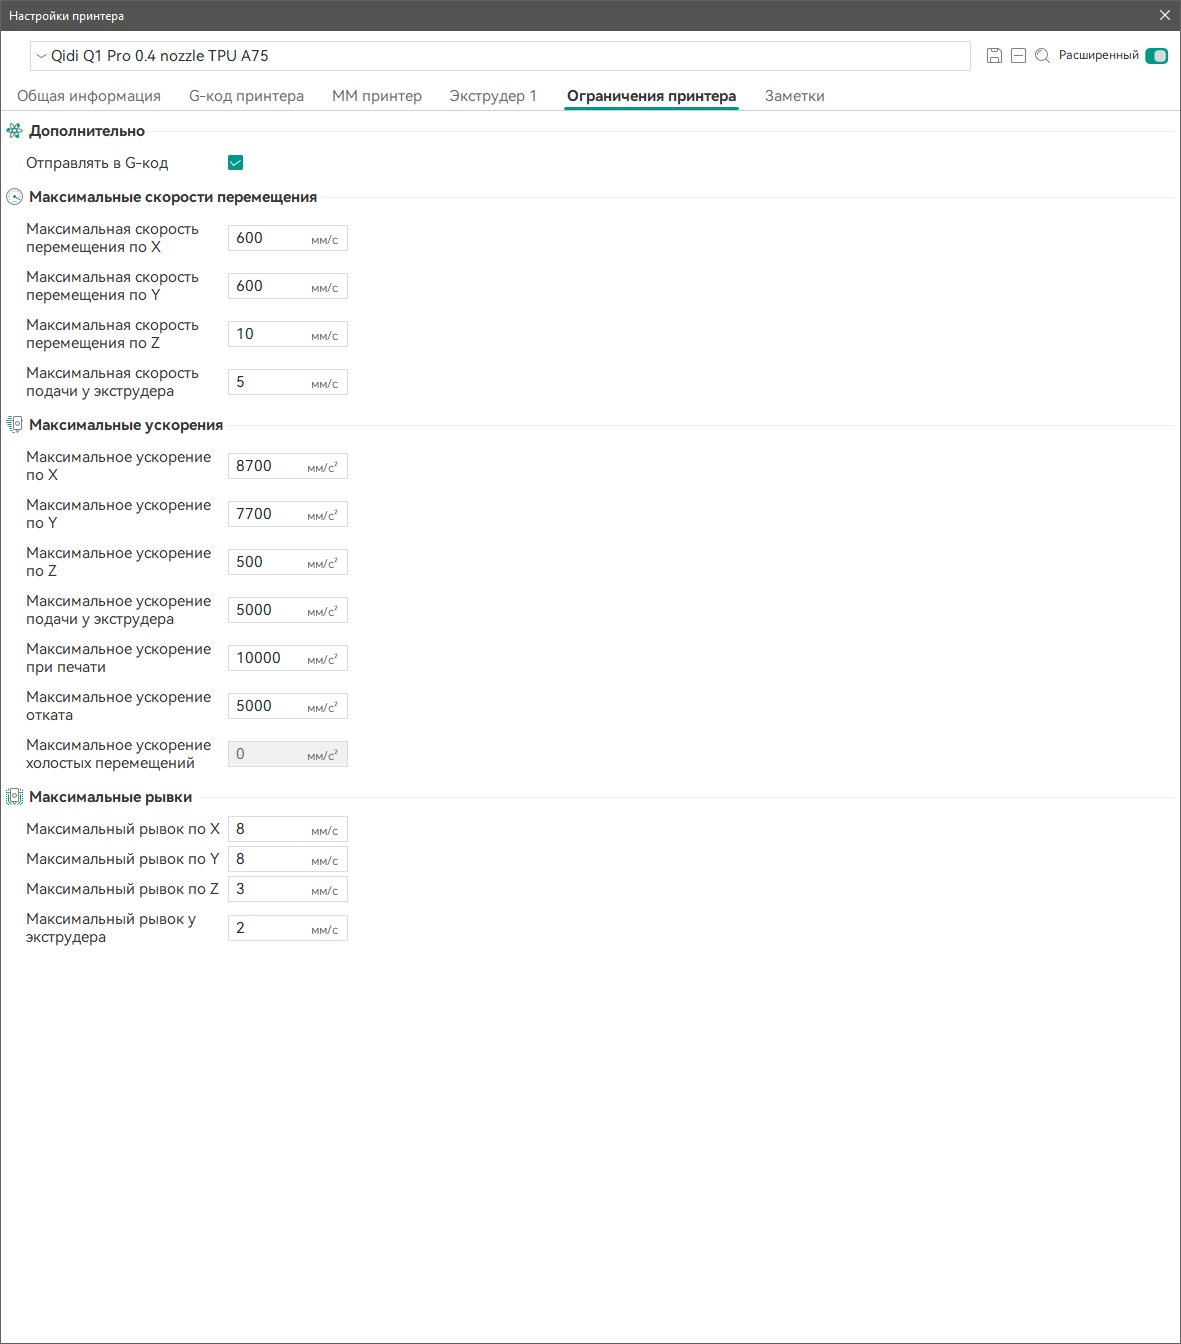 Настройки принтера
Qidi Q1 Pro 0.4 nozzle TPU A75
Расширенный
Общая информация G-код принтера ММ принтер Экструдер 1 Ограничения принтера Заметки
Дополнительно
Отправлять в G-код
Максимальные скорости перемещения
Максимальная скорость
перемещения по X
600 мм/с
Максимальная скорость
перемещения по Y
600 мм/с
Максимальная скорость
перемещения по Z
10 мм/с
Максимальная скорость
подачи у экструдера
5 мм/с
Максимальные ускорения
Максимальное ускорение
по X
8700 мм/с²
Максимальное ускорение
по Y
7700 мм/с²
Максимальное ускорение
по Z
500 мм/с²
Максимальное ускорение
подачи у экструдера
5000 мм/с²
Максимальное ускорение
при печати
10000 мм/с²
Максимальное ускорение
отката
5000 мм/с²
Максимальное ускорение
холостых перемещений
0 мм/с²
Максимальные рывки
Максимальный рывок по X 8 мм/с
Максимальный рывок по Y 8 мм/с
Максимальный рывок по Z 3 мм/с
Максимальный рывок у
экструдера
2 мм/с